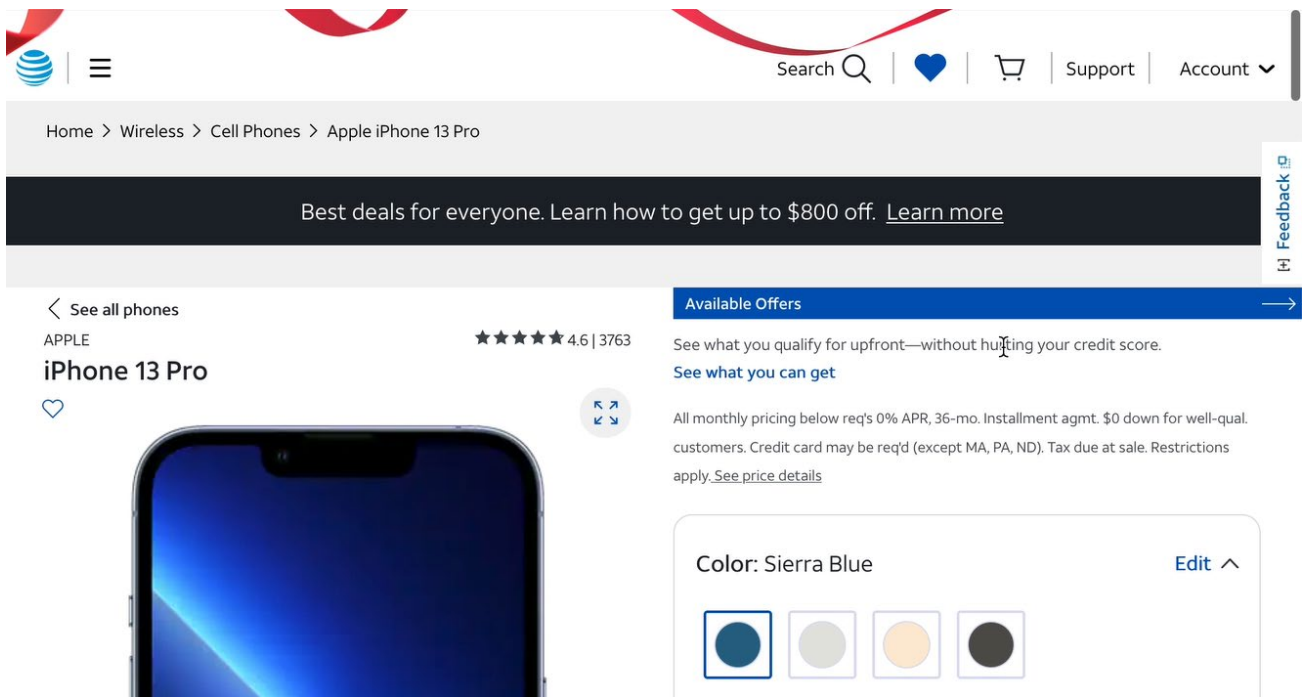 Search
Support
Account
Home > Wireless > Cell Phones > Apple iPhone 13 Pro
Feedback
Best deals for everyone. Learn how to get up to $800 off. Learn more
See all phones
APPLE
4.6 | 3763
iPhone 13 Pro
Available Offers
See what you qualify for upfront—without hurting your credit score.
See what you can get
All monthly pricing below req's 0% APR, 36-mo. Installment agmt. $0 down for well-qual.
customers. Credit card may be req'd (except MA, PA, ND). Tax due at sale. Restrictions
apply. See price details
Color: Sierra Blue
Edit